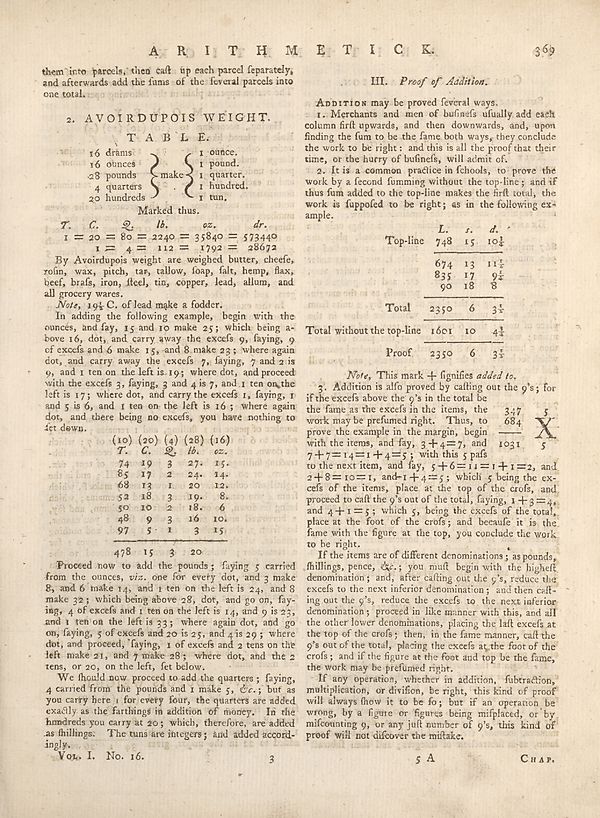 A R I T H M E T I C K. 369
them into parcels, then caſt up each parcel ſeparately,
and afterwards add the ſums of the ſeveral parcels into
one total.
2. AVOIRDUPOIS WEIGHT.
T A B L E.
16 drams 1 ounce.
16 ounces 1 pound.
28 pounds make 1 quarter.
4 quarters 1 hundred.
20 hundreds 1 tun.
Marked thus.
T. C. Q. lb. oz. dr.
1 = 20 = 80 = 2240 = 35840 = 573440
1 = 4 = 112 = 1792 = 28672
By Avoirdupois weight are weighed butter, cheeſe,
roſin, wax, pitch, tar, tallow, ſoap, ſalt, hemp, flax,
beef, braſs, iron, ſteel, tin, copper, lead, allum, and
all grocery wares.
Note, 19½ C. of lead make a fodder.
In adding the following example, begin with the
ounces, and ſay, 15 and 10 make 25; which being a-
bove 16, dot, and carry away the exceſs 9, ſaying, 9
of exceſs and 6 make 15, and 8 make 23; where again
dot, and carry away the exceſs 7, ſaying, 7 and 2 is
9, and 1 ten on the left is 19; where dot, and proceed
with the exceſs 3, ſaying, 3 and 4 is 7, and 1 ten on the
left is 17; where dot, and carry the exceſs 1, ſaying, 1
and 5 is 6, and 1 ten on the left is 16; where again
dot, and there being no exceſs, you have nothing to
ſet down.
(10) (20) (4) (28) (16)
T. C. Q. lb. oz.
74 19 3 27. 15.
85 17 2 24. 14.
68 13 1 20 12.
52 18 3 19. 8.
50 10 2 18. 6
48 9 3 16 10.
97 5 1 3 15
478 15 3 20
Proceed now to add the pounds; ſaying 5 carried
from the ounces, viz. one for every dot, and 3 make
8, and 6 make 14, and 1 ten on the left is 24, and 8
make 32; which being above 28, dot, and go on, ſay-
ing, 4 of exceſs and 1 ten on the left is 14, and 9 is 23,
and 1 ten on the left is 33; where again dot, and go
on, ſaying, 5 of exceſs and 20 is 25, and 4 is 29; where
dot, and proceed, ſaying, 1 of exceſs and 2 tens on the
left make 21, and 7 make 28; where dot, and the 2
tens, or 20, on the left, ſet below.
We ſhould now proceed to add the quarters; ſaying,
4 carried from the pounds and 1 make 5, &c.; but as
you carry here 1 for every four, the quarters are added
exactly as the farthings in addition of money. In the
hundreds you carry at 20; which, therefore, are added
as ſhillings. The tuns are integers; and added accord-
ingly.
VOL. I. No. 16. 3
III. Proof of Addition.
ADDITION may be proved ſeveral ways.
1. Merchants and men of buſineſs uſually add each
column firſt upwards, and then downwards, and, upon
finding the ſum to be the ſame both ways, they conclude
the work to be right: and this is all the proof that their
time, or the hurry of buſineſs, will admit of.
2. It is a common practice in ſchools, to prove the
work by a ſecond ſumming without the top-line; and if
this ſum added to the top-line makes the firſt total, the
work is ſuppoſed to be right; as in the following ex-
ample.
L. s. d.
Top-line 748 15 10½
674 13 11½
835 17 9¼
90 18 8
Total 2350 6 3¼
Total without the top-line 1601 10 4¾
Proof 2350 6 3¼
Note, This mark + ſignifies added to.
3. Addition is alſo proved by caſting out the 9's; for
if the exceſs above the 9's in the total be
the ſame as the exceſs in the items, the 347 5
work may be preſumed right. Thus, to 684 X
prove the example in the margin, begin
with the items, and ſay, 3+4=7, and 1031 5
7+7=14=1+4=5; with this 5 paſs
to the next item, and ſay, 5+6=11=1+1=2, and
2+8=10=1, and 1+4=5; which 5 being the ex-
ceſs of the items, place at the top of the croſs, and
proceed to caſt the 9's out of the total, ſaying, 1+3=4,
and 4+1=5; which 5, being the exceſs of the total,
place at the foot of the croſs; and becauſe it is the
ſame with the figure at the top, you conclude the work
to be right.
If the items are of different denominations; as pounds,
ſhillings, pence, &c.; you muſt begin with the higheſt
denomination; and, after caſting out the 9's, reduce the
exceſs to the next inferior denomination; and then caſt-
ing out the 9's, reduce the exceſs to the next inferior
denomination; proceed in like manner with this, and all
the other lower denominations, placing the laſt exceſs at
the top of the croſs; then, in the ſame manner, caſt the
9's out of the total, placing the exceſs at the foot of the
croſs; and if the figure at the foot and top be the ſame,
the work may be preſumed right.
If any operation, whether in addition, ſubtraction,
multiplication, or diviſion, be right, this kind of proof
will always ſhow it to be ſo; but if an operation be
wrong, by a figure or figures being miſplaced, or by
miſcounting 9, or any juſt number of 9's, this kind of
proof will not diſcover the miſtake.
5 A CHAP.